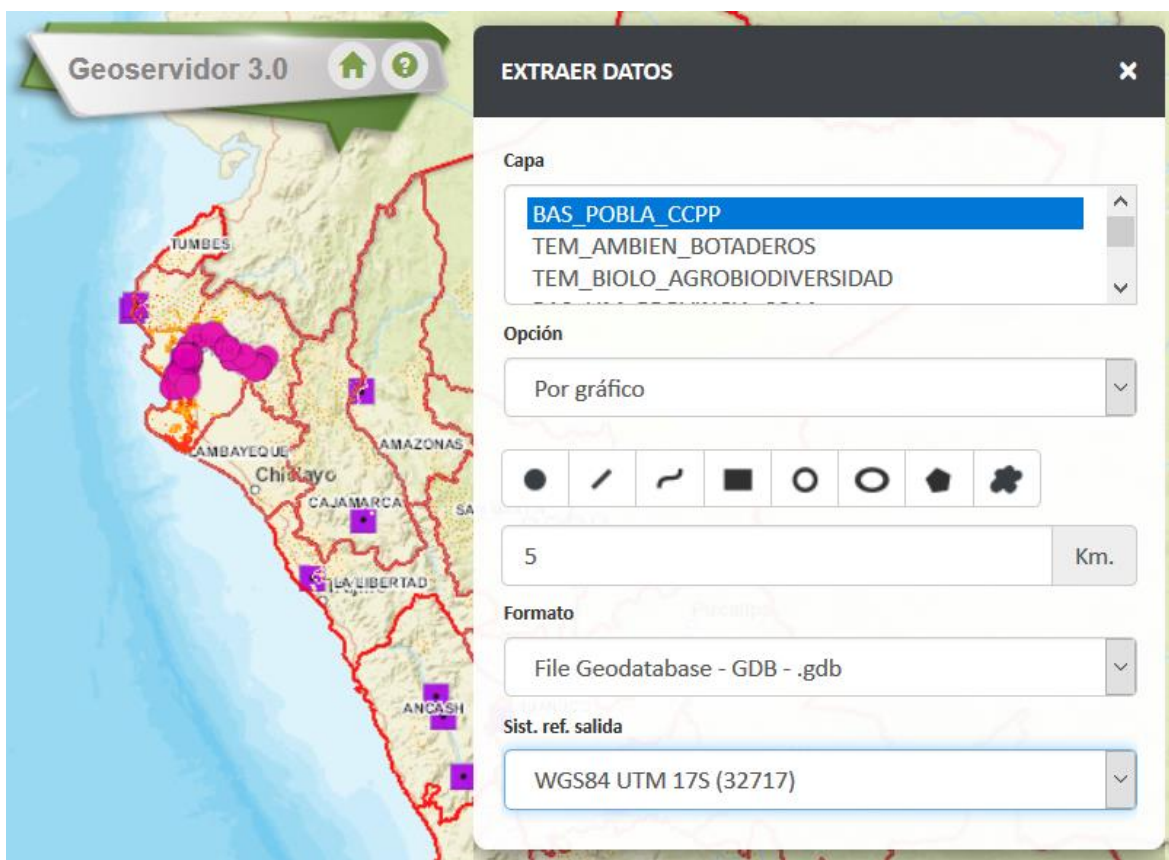 Geoservidor 3.0
EXTRAER DATOS
Capa
BAS_POBLA_CCPP
TEM_AMBIEN_BOTADEROS
TEM_BIOLO_AGROBIODIVERSIDAD
Opción
Por gráfico
5 Km.
Formato
File Geodatabase - GDB - .gdb
Sist. ref. salida
WGS84 UTM 17S (32717)
TUMBES
LAMBAYEQUE
AMAZONAS
Chiclayo
CAJAMARCA
LA LIBERTAD
ANCASH